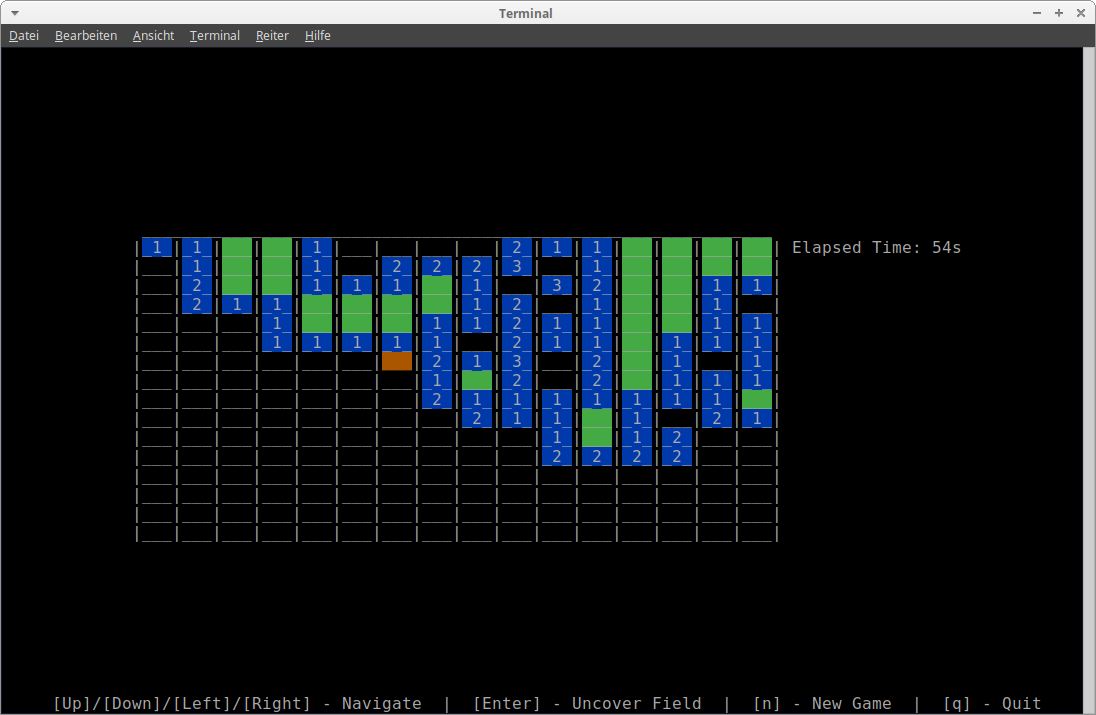 Terminal
Datei Bearbeiten Ansicht Terminal Reiter Hilfe
1 1 1 2 1 1 Elapsed Time: 54s
1 1 2 2 2 3 1
2 1 1 1 1 3 2 1 1
2 1 1 1 2 1 1
1 1 1 2 1 1 1 1
1 1 1 1 1 2 1 1 1 1 1
2 1 3 2 1 1
1 2 2 1 1 1
2 1 1 1 1 1 1 1
2 1 1 1 2 1
1 1 2
2 2 2 2
[Up]/[Down]/[Left]/[Right] - Navigate | [Enter] - Uncover Field | [n] - New Game | [q] - Quit